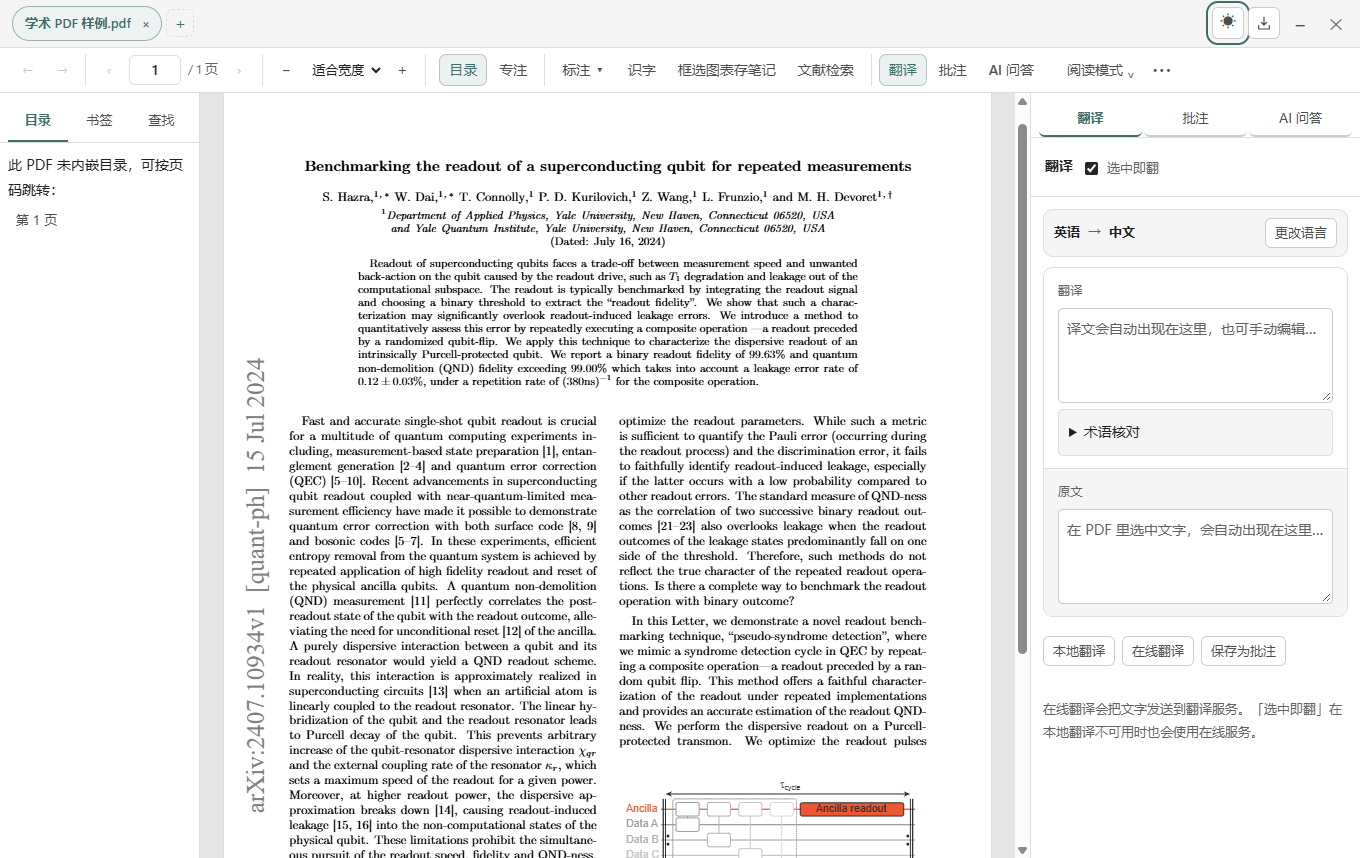 学术 PDF 样例.pdf × +
← → ‹ 1 / 1 页 › − 适合宽度 + 目录 专注 标注 ▼ 识字 框选图表存笔记 文献检索 翻译 批注 AI 问答 阅读模式 ···
目录 书签 查找
此 PDF 未内嵌目录，可按页
码跳转：
第 1 页
arXiv:2407.10934v1 [quant-ph] 15 Jul 2024
Benchmarking the readout of a superconducting qubit for repeated measurements
S. Hazra,1,∗ W. Dai,1,∗ T. Connolly,1 P. D. Kurilovich,1 Z. Wang,1 L. Frunzio,1 and M. H. Devoret1,†
1Department of Applied Physics, Yale University, New Haven, Connecticut 06520, USA
and Yale Quantum Institute, Yale University, New Haven, Connecticut 06520, USA
(Dated: July 16, 2024)
Readout of superconducting qubits faces a trade-off between measurement speed and unwanted
back-action on the qubit caused by the readout drive, such as T1 degradation and leakage out of the
computational subspace. The readout is typically benchmarked by integrating the readout signal
and choosing a binary threshold to extract the “readout fidelity”. We show that such a charac-
terization may significantly overlook readout-induced leakage errors. We introduce a method to
quantitatively assess this error by repeatedly executing a composite operation —a readout preceded
by a randomized qubit-flip. We apply this technique to characterize the dispersive readout of an
intrinsically Purcell-protected qubit. We report a binary readout fidelity of 99.63% and quantum
non-demolition (QND) fidelity exceeding 99.00% which takes into account a leakage error rate of
0.12 ± 0.03%, under a repetition rate of (380ns)−1 for the composite operation.
Fast and accurate single-shot qubit readout is crucial
for a multitude of quantum computing experiments in-
cluding, measurement-based state preparation [1], entan-
glement generation [2–4] and quantum error correction
(QEC) [5–10]. Recent advancements in superconducting
qubit readout coupled with near-quantum-limited mea-
surement efficiency have made it possible to demonstrate
quantum error correction with both surface code [8, 9]
and bosonic codes [5–7]. In these experiments, efficient
entropy removal from the quantum system is achieved by
repeated application of high fidelity readout and reset of
the physical ancilla qubits. A quantum non-demolition
(QND) measurement [11] perfectly correlates the post-
readout state of the qubit with the readout outcome, alle-
viating the need for unconditional reset [12] of the ancilla.
A purely dispersive interaction between a qubit and its
readout resonator would yield a QND readout scheme.
In reality, this interaction is approximately realized in
superconducting circuits [13] when an artificial atom is
linearly coupled to the readout resonator. The linear hy-
bridization of the qubit and the readout resonator leads
to Purcell decay of the qubit. This prevents arbitrary
increase of the qubit-resonator dispersive interaction χqr
and the external coupling rate of the resonator κr, which
sets a maximum speed of the readout for a given power.
Moreover, at higher readout power, the dispersive ap-
proximation breaks down [14], causing readout-induced
leakage [15, 16] into the non-computational states of the
physical qubit. These limitations prohibit the simultane-
ous pursuit of the readout speed, fidelity and QND-ness.
optimize the readout parameters. While such a metric
is sufficient to quantify the Pauli error (occurring during
the readout process) and the discrimination error, it fails
to faithfully identify readout-induced leakage, especially
if the latter occurs with a low probability compared to
other readout errors. The standard measure of QND-ness
as the correlation of two successive binary readout out-
comes [21–23] also overlooks leakage when the readout
outcomes of the leakage states predominantly fall on one
side of the threshold. Therefore, such methods do not
reflect the true character of the repeated readout opera-
tions. Is there a complete way to benchmark the readout
operation with binary outcome?
In this Letter, we demonstrate a novel readout bench-
marking technique, “pseudo-syndrome detection”, where
we mimic a syndrome detection cycle in QEC by repeat-
ing a composite operation—a readout preceded by a ran-
dom qubit flip. This method offers a faithful character-
ization of the readout under repeated implementations
and provides an accurate estimation of the readout QND-
ness. We perform the dispersive readout on a Purcell-
protected transmon. We optimize the readout pulses
τcycle
Ancilla Ancilla readout
Data A
Data B
Data C
翻译 批注 AI 问答
翻译 选中即翻
英语 → 中文 更改语言
翻译
译文会自动出现在这里，也可手动编辑...
▶ 术语核对
原文
在 PDF 里选中文字，会自动出现在这里...
本地翻译 在线翻译 保存为批注
在线翻译会把文字发送到翻译服务。「选中即翻」在
本地翻译不可用时也会使用在线服务。